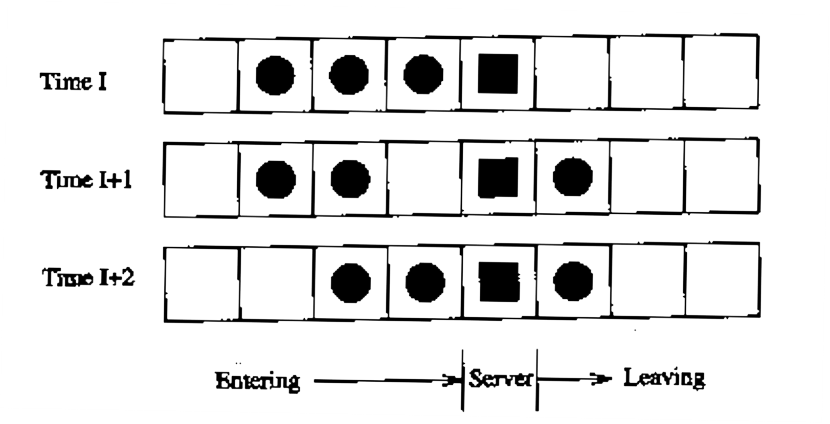 Time I
Time I+1
Time I+2
Entering Server Leaving